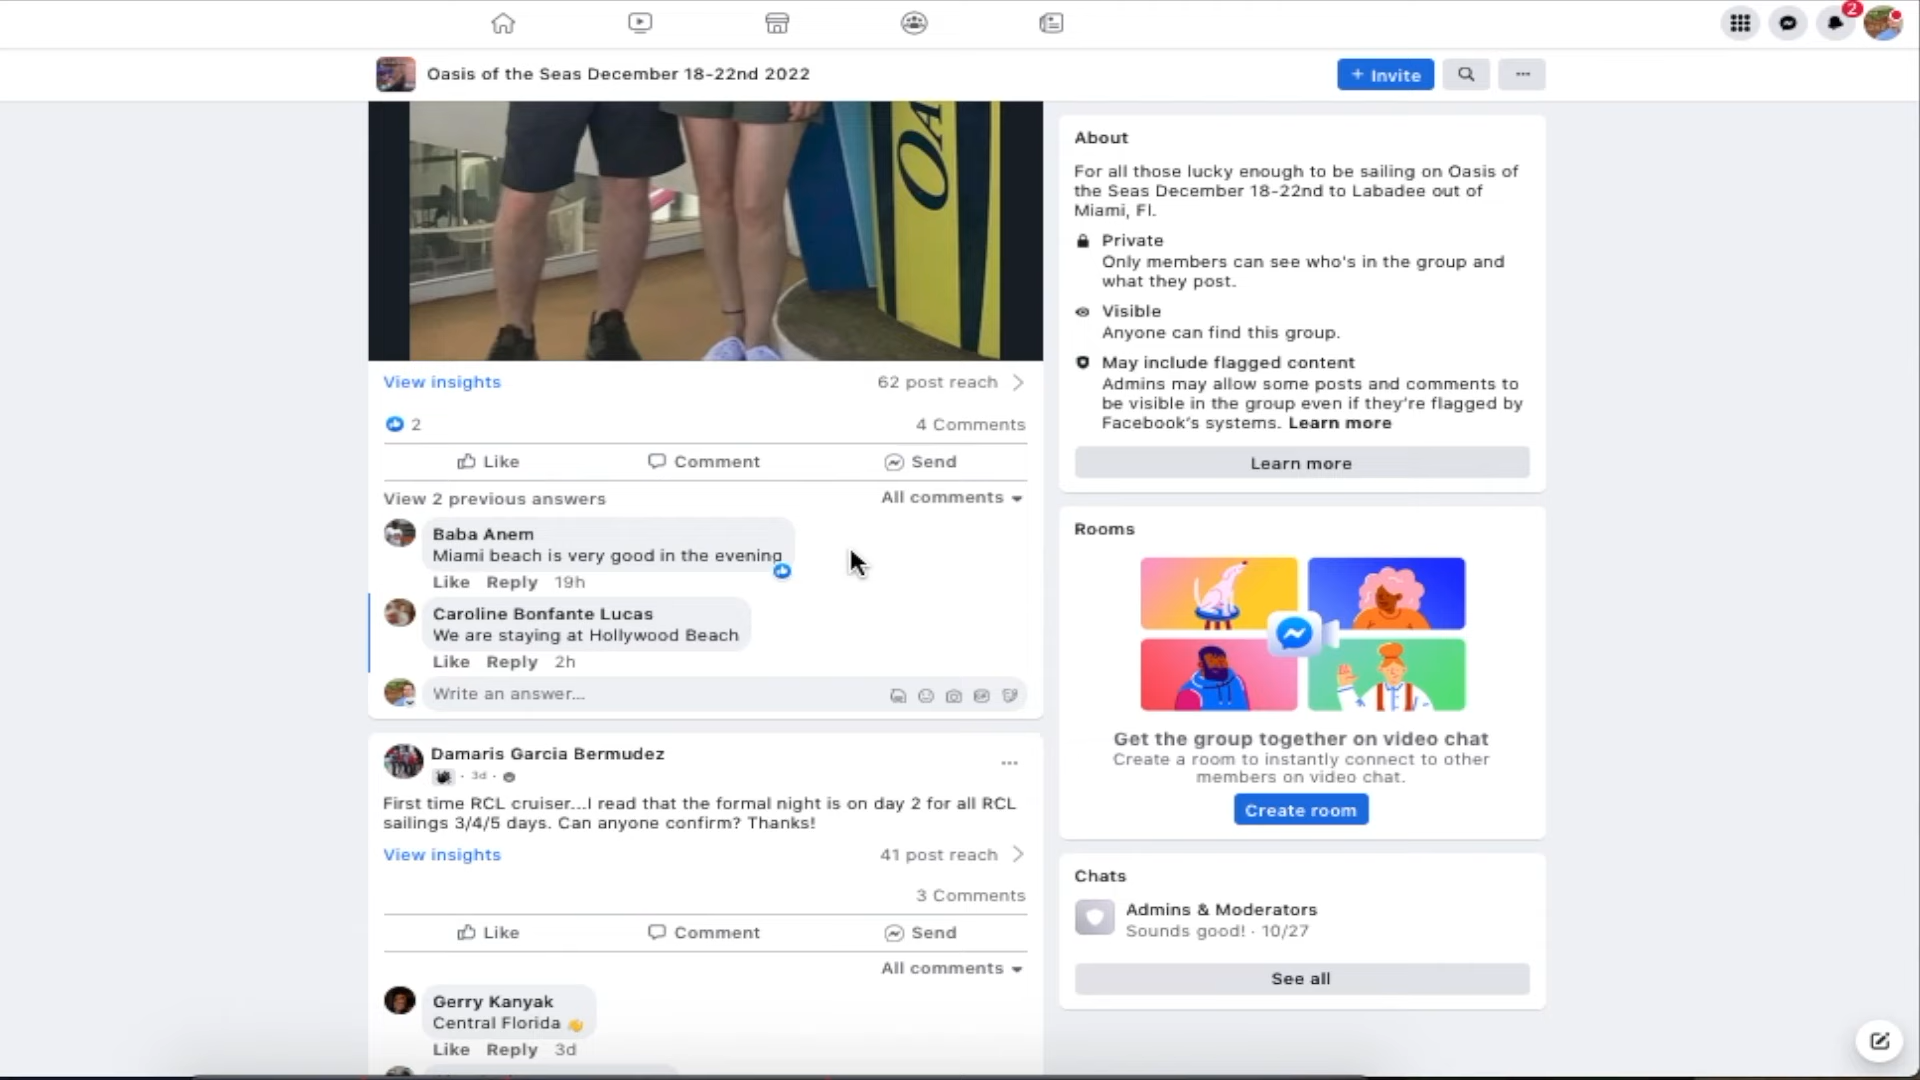 2
Oasis of the Seas December 18-22nd 2022
+ Invite
OA
View insights
62 post reach
2
4 Comments
Like
Comment
Send
View 2 previous answers
All comments
Baba Anem
Miami beach is very good in the evening
Like Reply 19h
Caroline Bonfante Lucas
We are staying at Hollywood Beach
Like Reply 2h
Write an answer...
Damaris Garcia Bermudez
· 3d ·
First time RCL cruiser...I read that the formal night is on day 2 for all RCL
sailings 3/4/5 days. Can anyone confirm? Thanks!
View insights
41 post reach
3 Comments
Like
Comment
Send
All comments
Gerry Kanyak
Central Florida 👋
Like Reply 3d
About
For all those lucky enough to be sailing on Oasis of
the Seas December 18-22nd to Labadee out of
Miami, Fl.
Private
Only members can see who's in the group and
what they post.
Visible
Anyone can find this group.
May include flagged content
Admins may allow some posts and comments to
be visible in the group even if they're flagged by
Facebook's systems. Learn more
Learn more
Rooms
Get the group together on video chat
Create a room to instantly connect to other
members on video chat.
Create room
Chats
Admins & Moderators
Sounds good! · 10/27
See all